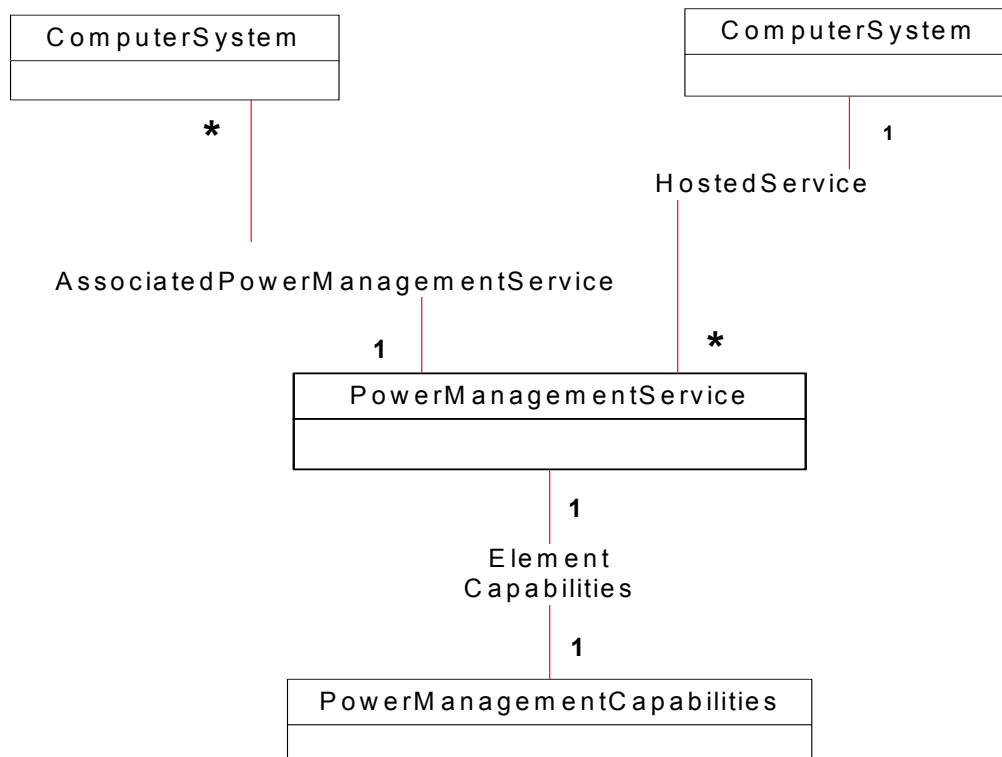 ComputerSystem
ComputerSystem
*
1
HostedService
AssociatedPowerManagementService
1
*
PowerManagementService
1
Element
Capabilities
1
PowerManagementCapabilities